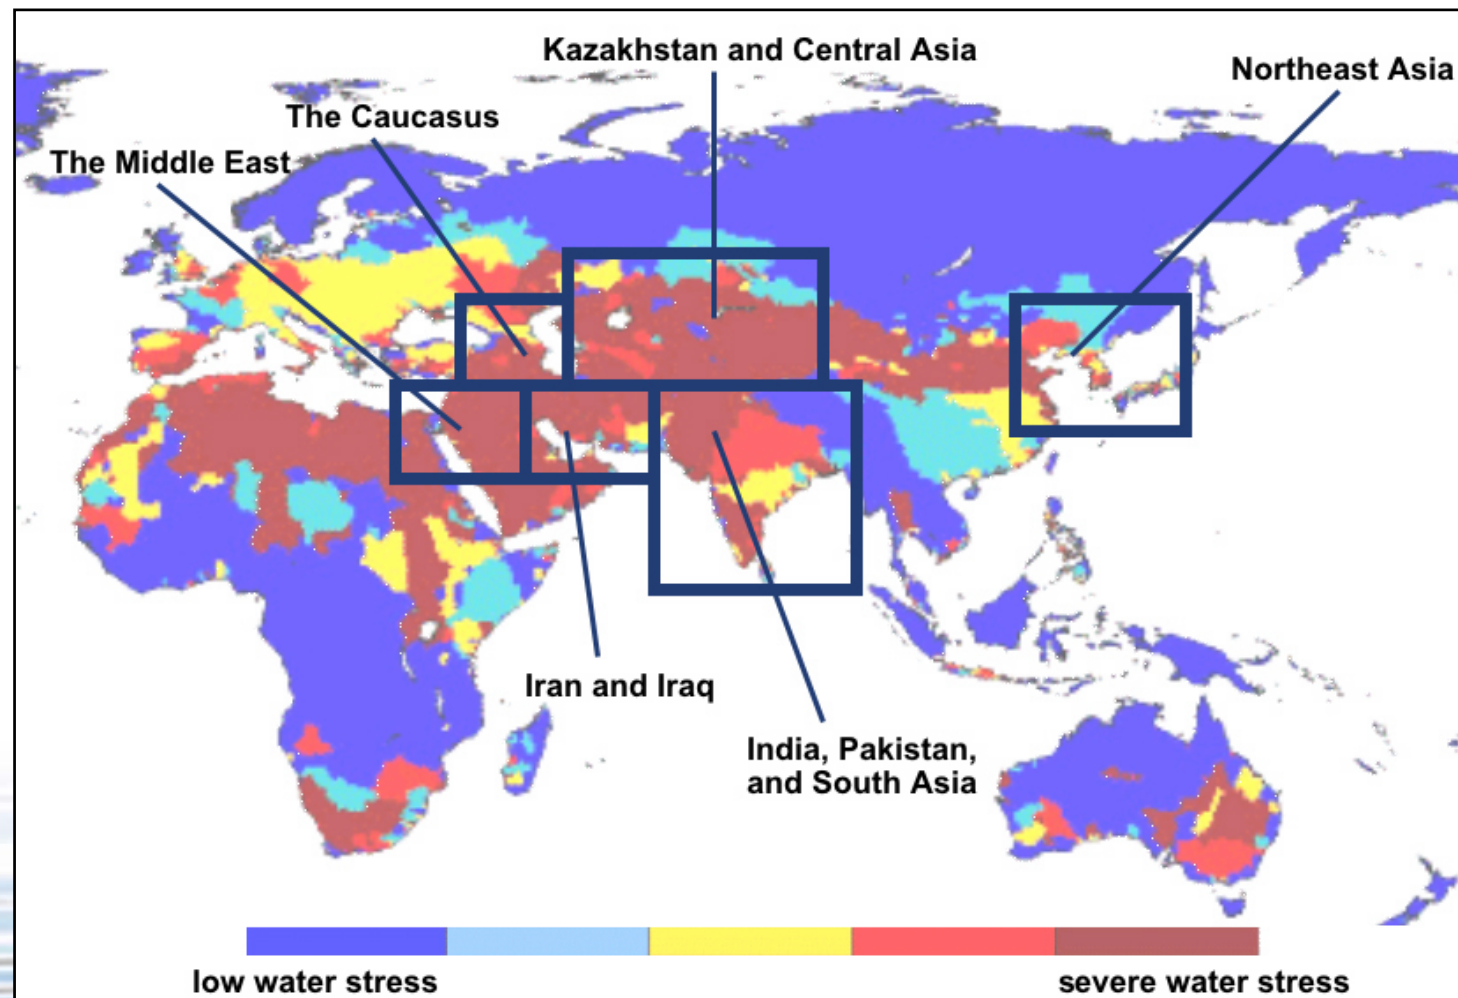 Kazakhstan and Central Asia
Northeast Asia
The Caucasus
The Middle East
Iran and Iraq
India, Pakistan,
and South Asia
low water stress
severe water stress